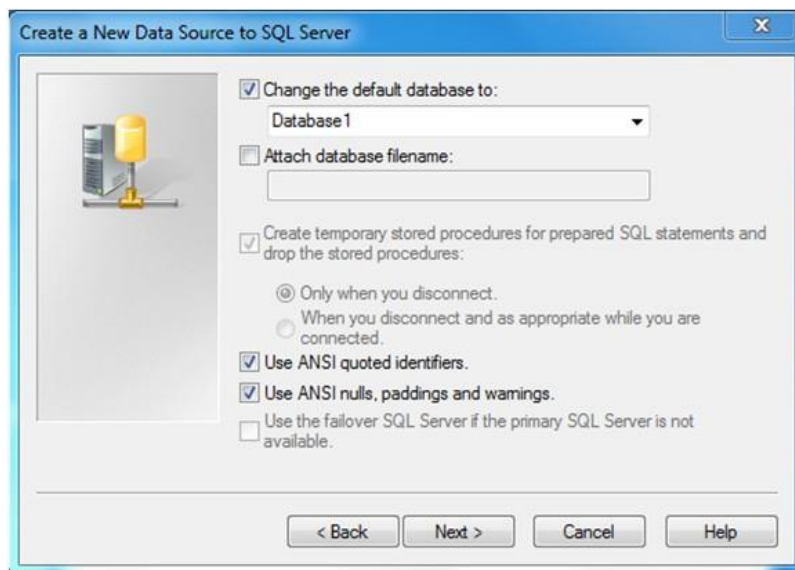 Create a New Data Source to SQL Server
Change the default database to:
Database1
Attach database filename:
Create temporary stored procedures for prepared SQL statements and
drop the stored procedures:
Only when you disconnect.
When you disconnect and as appropriate while you are
connected.
Use ANSI quoted identifiers.
Use ANSI nulls, paddings and warnings.
Use the failover SQL Server if the primary SQL Server is not
available.
< Back
Next >
Cancel
Help